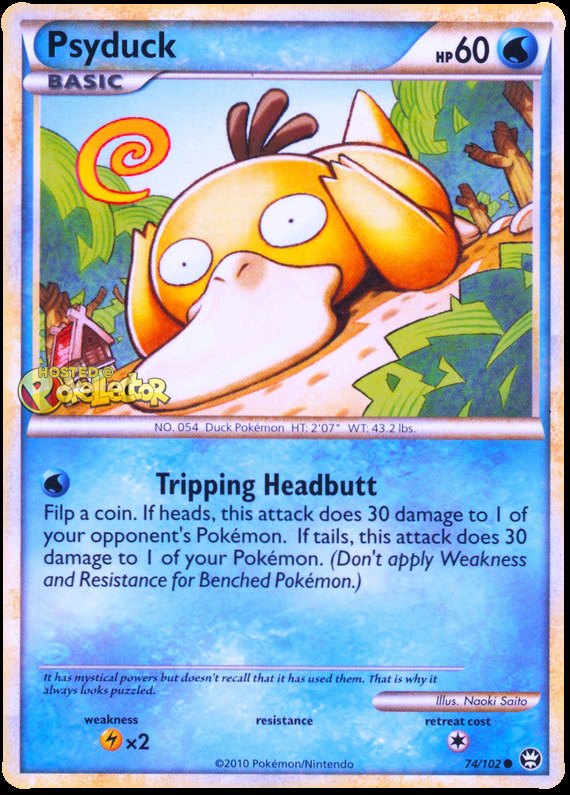 Psyduck
HP 60
BASIC
HOSTED @
Pokellector
NO. 054 Duck Pokémon HT: 2'07" WT: 43.2 lbs.
Tripping Headbutt
Filp a coin. If heads, this attack does 30 damage to 1 of
your opponent's Pokémon. If tails, this attack does 30
damage to 1 of your Pokémon. (Don't apply Weakness
and Resistance for Benched Pokémon.)
It has mystical powers but doesn't recall that it has used them. That is why it
always looks puzzled.
Illus. Naoki Saito
weakness resistance retreat cost
×2
©2010 Pokémon/Nintendo 74/102